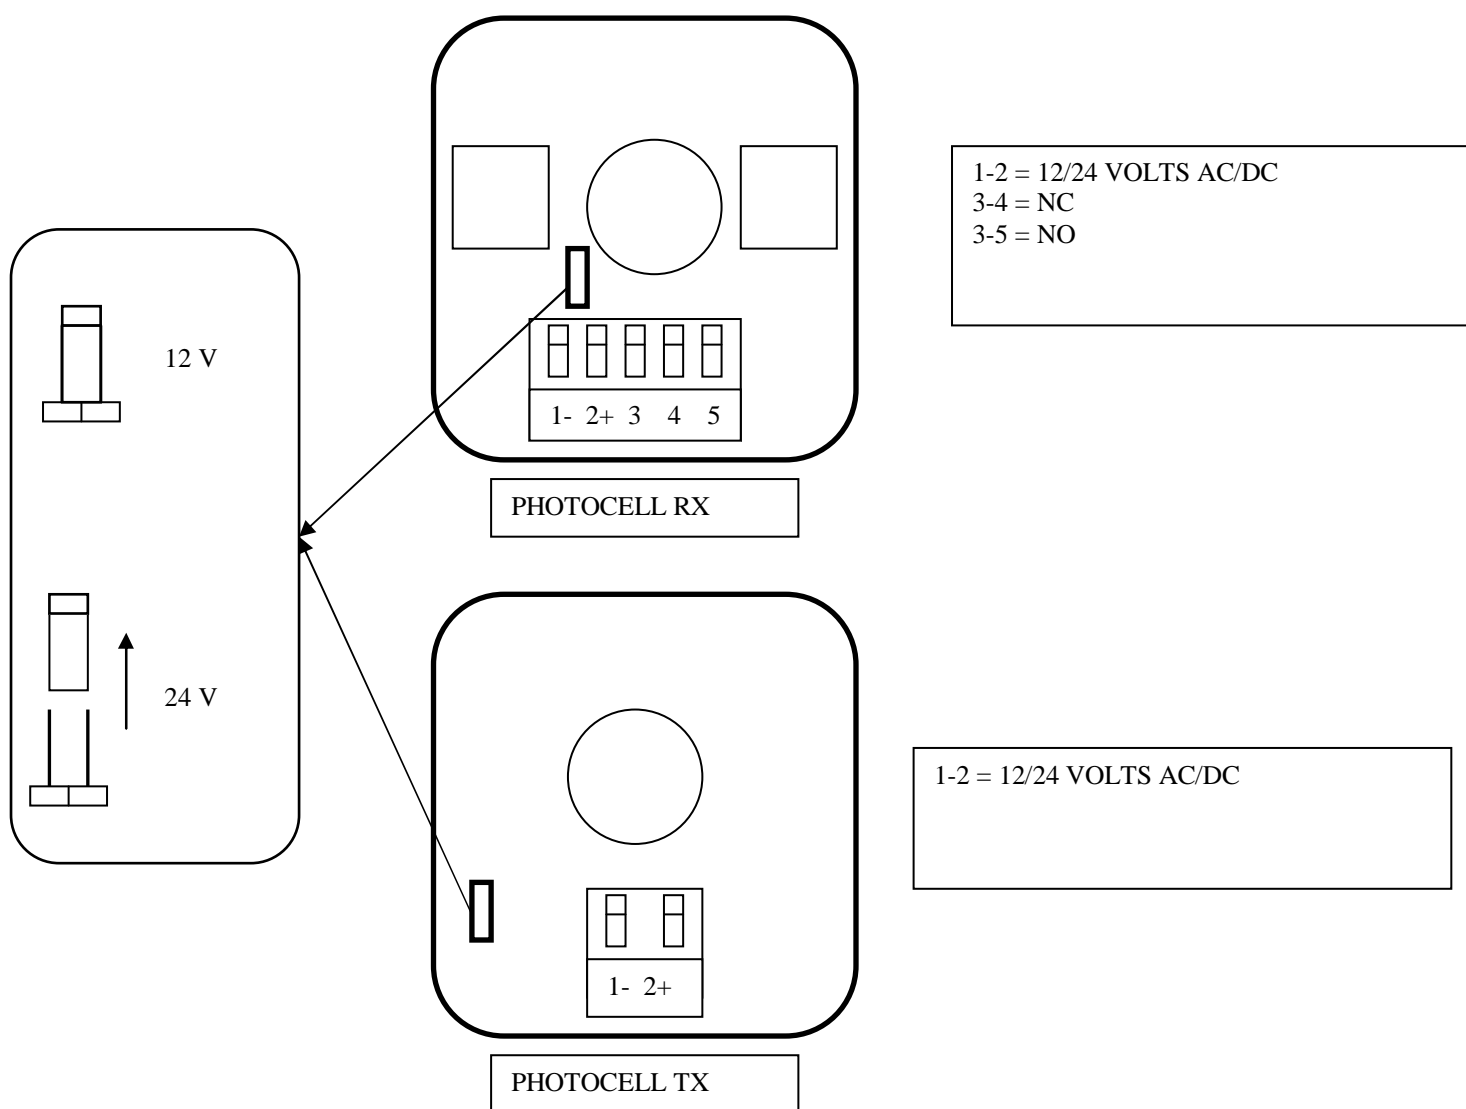 1-2 = 12/24 VOLTS AC/DC
3-4 = NC
3-5 = NO
12 V
1- 2+ 3 4 5
PHOTOCELL RX
24 V
1-2 = 12/24 VOLTS AC/DC
1- 2+
PHOTOCELL TX